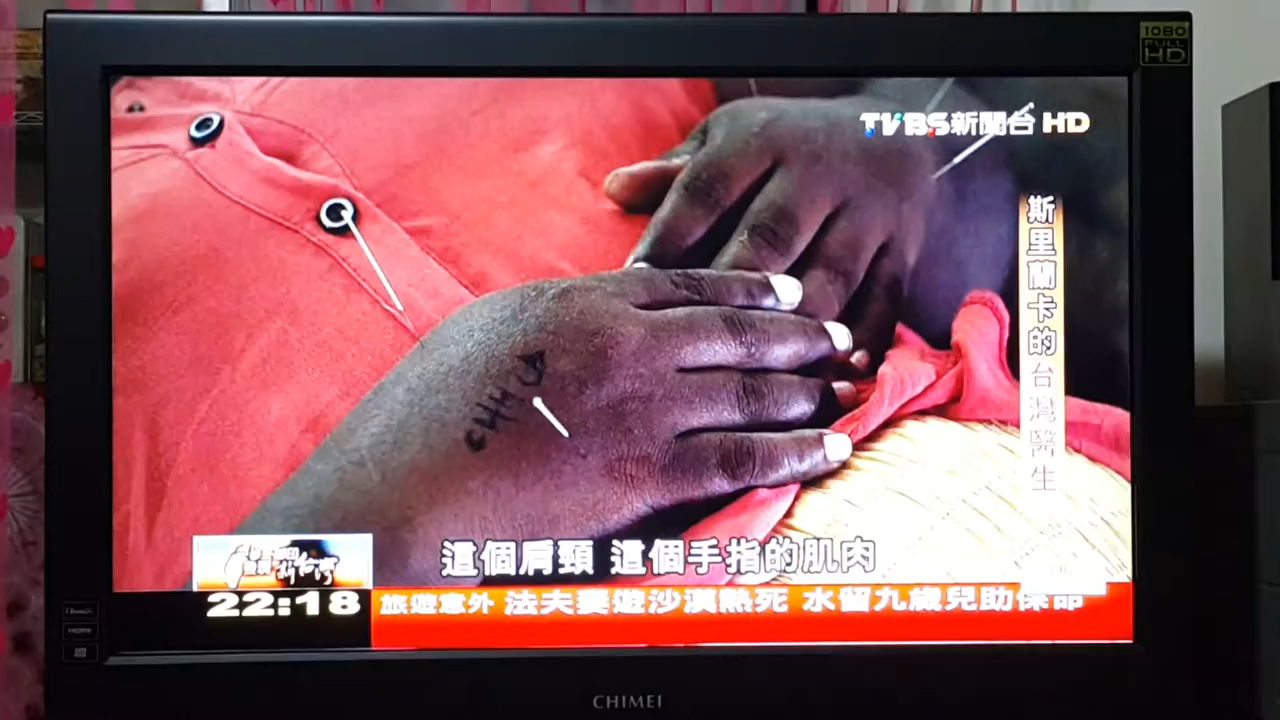 1080
FULL
HD
TVBS新聞台 HD
斯里蘭卡的台灣醫生
這個肩頸 這個手指的肌肉
22:18
旅遊意外 法夫妻遊沙漠熱死 水留九歲兒助保命
HDMI
CHIMEI